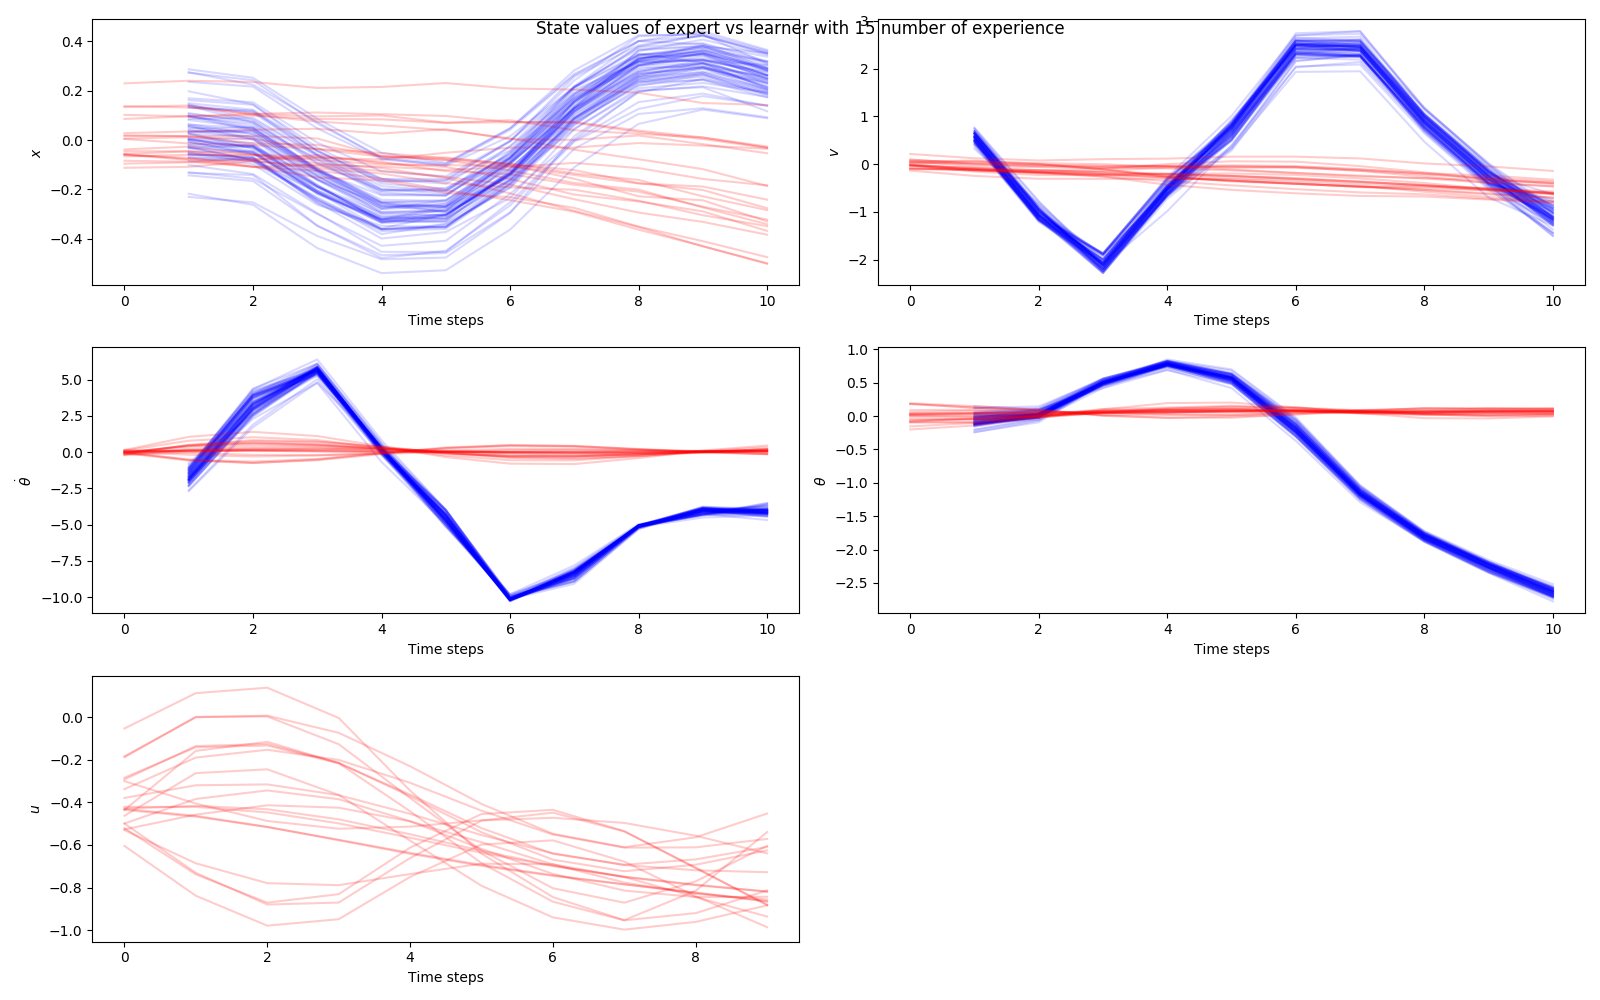 State values of expert vs learner with 15 number of experience
0.4
0.2
0.0
−0.2
−0.4
x
0 2 4 6 8 10
Time steps
3
2
1
0
−1
−2
v
0 2 4 6 8 10
Time steps
5.0
2.5
0.0
−2.5
−5.0
−7.5
−10.0
θ̇
0 2 4 6 8 10
Time steps
1.0
0.5
0.0
−0.5
−1.0
−1.5
−2.0
−2.5
θ
0 2 4 6 8 10
Time steps
0.0
−0.2
−0.4
−0.6
−0.8
−1.0
u
0 2 4 6 8
Time steps